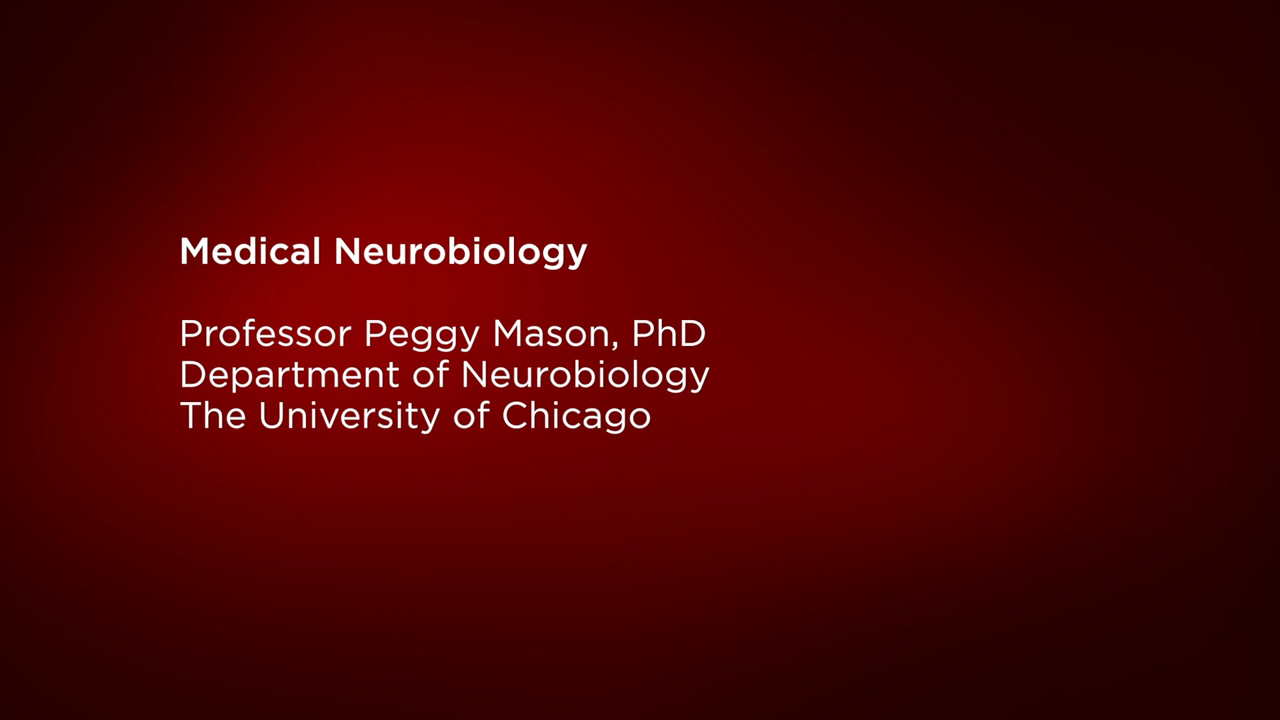 Medical Neurobiology
Professor Peggy Mason, PhD
Department of Neurobiology
The University of Chicago